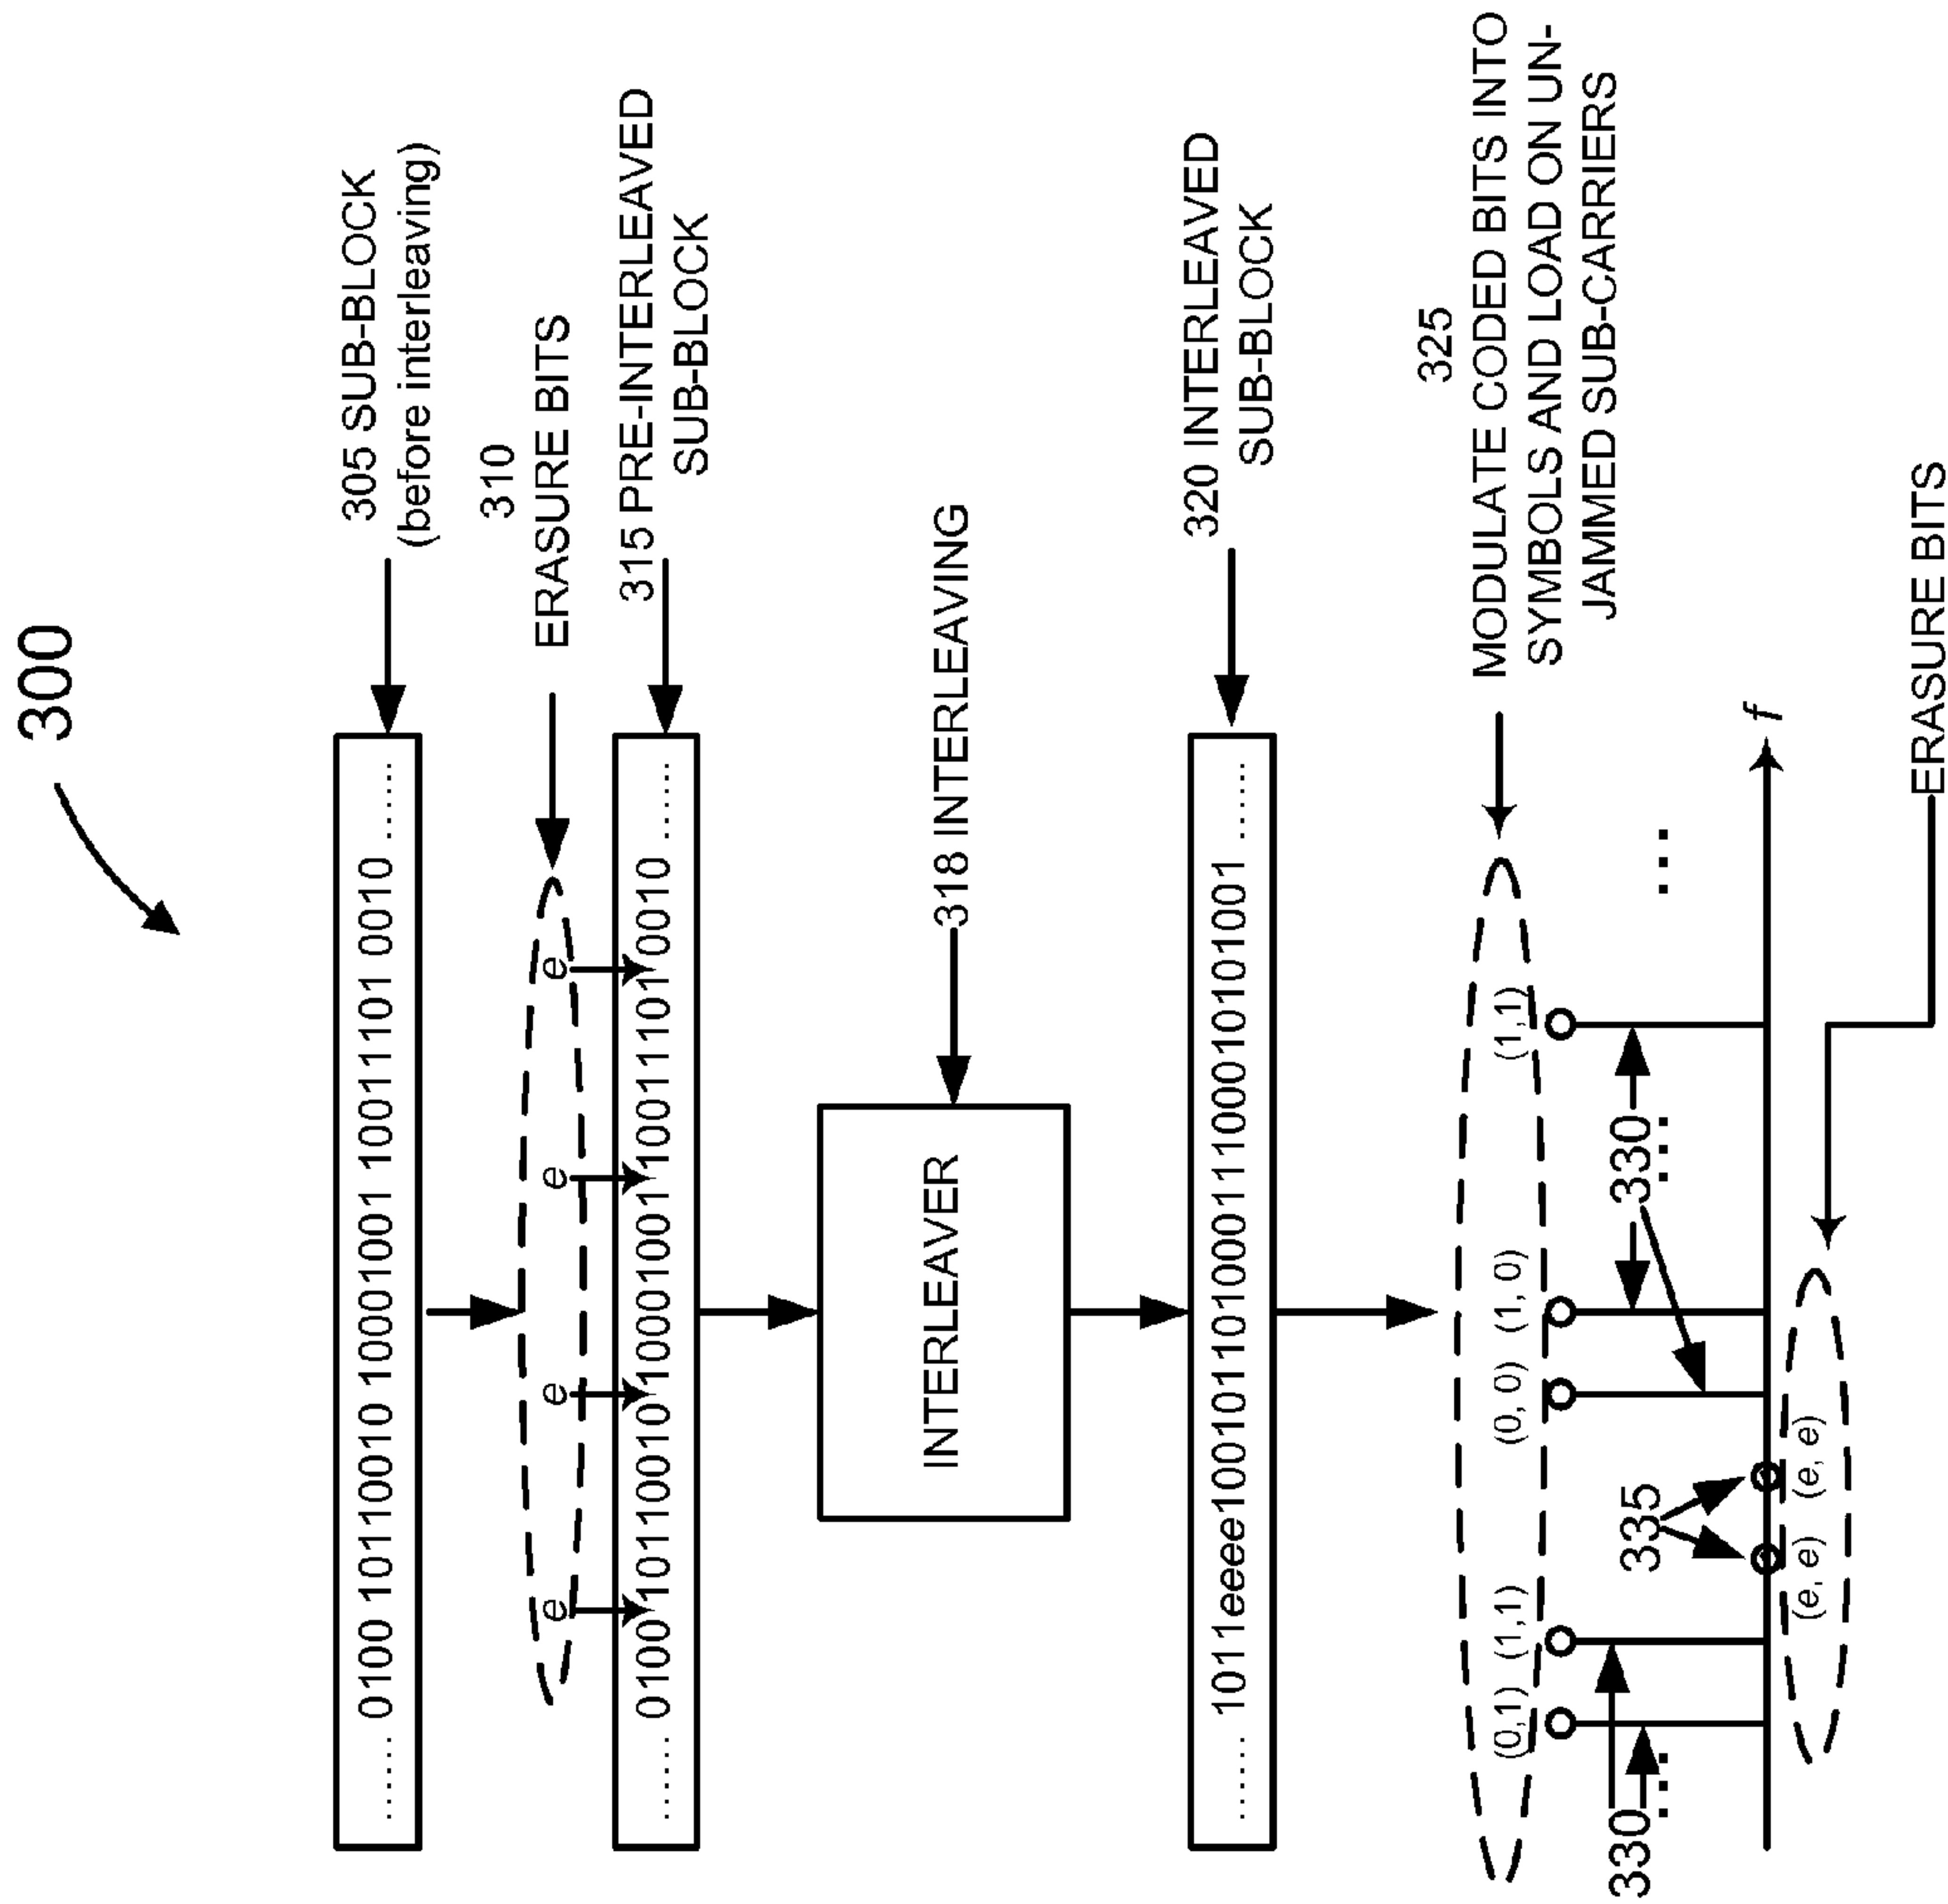 300
305 SUB-BLOCK
(before interleaving)
...... 0100 10110010 10001001 10011101 0010 ......
310
ERASURE BITS
e e e e
315 PRE-INTERLEAVED
SUB-BLOCK
...... 0100 10110010 10001001 10011101 0010 ......
318 INTERLEAVING
INTERLEAVER
320 INTERLEAVED
SUB-BLOCK
...... 1011eeee10010110110100011100010101001 ......
325
MODULATE CODED BITS INTO
SYMBOLS AND LOAD ON UN-
JAMMED SUB-CARRIERS
(0,1) (1,1) (0, 0) (1, 0) (1,1)
330 ... 335 330 ... ...
f
(e, e) (e, e)
ERASURE BITS